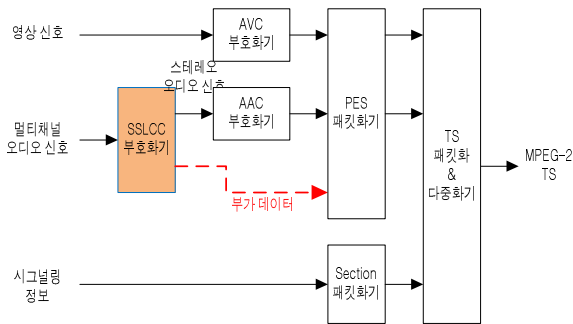 영상 신호
AVC
부호화기
스테레오
오디오 신호
멀티채널
오디오 신호
SSLCC
부호화기
AAC
부호화기
PES
패킷화기
TS
패킷화
&
다중화기
MPEG-2
TS
부가 데이터
시그널링
정보
Section
패킷화기